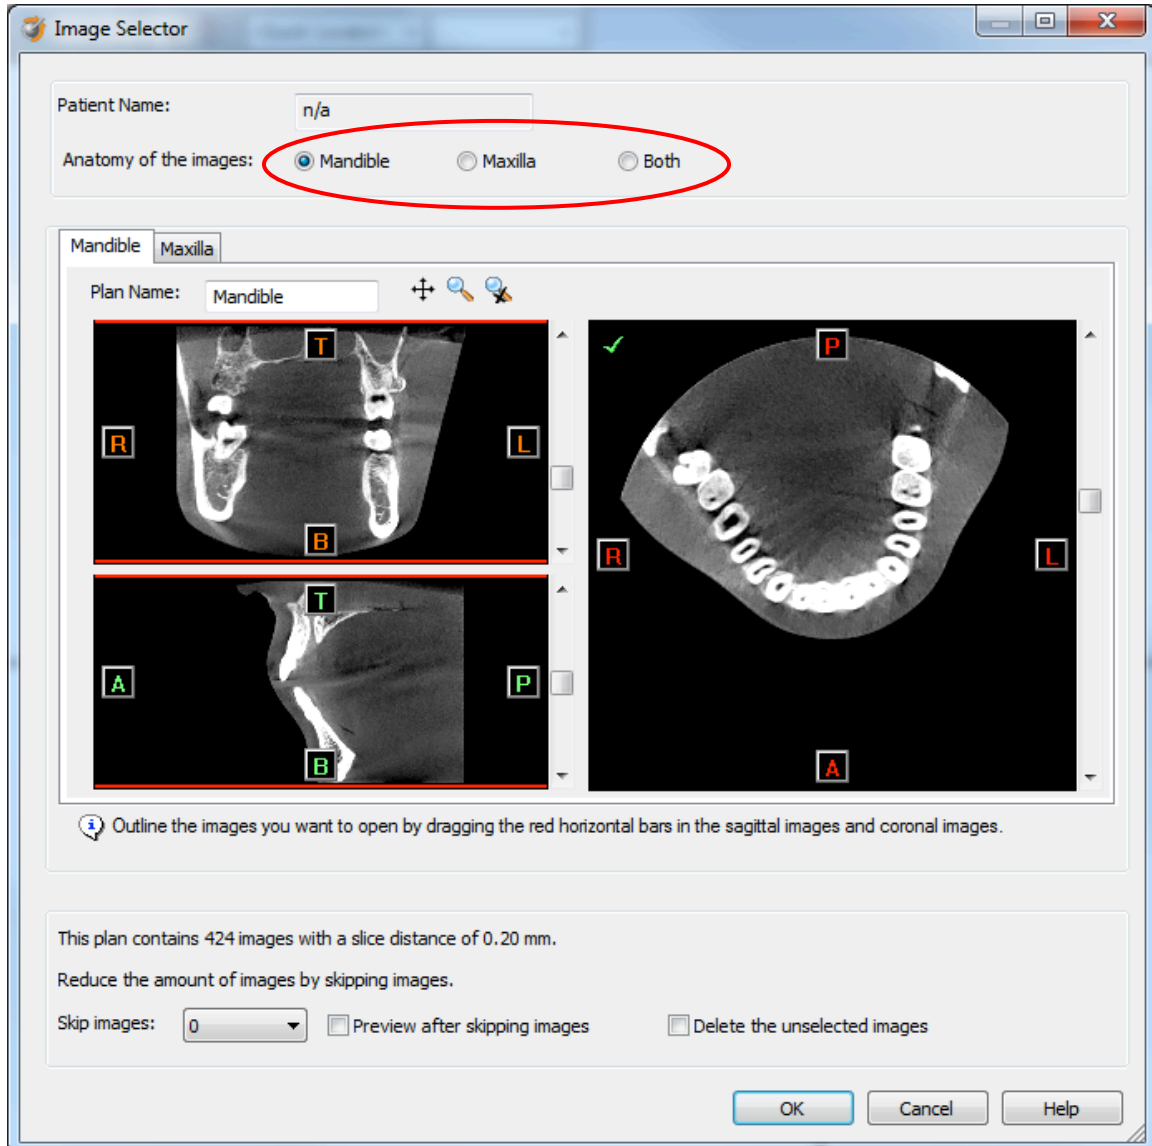 Image Selector
Patient Name: n/a
Anatomy of the images: Mandible Maxilla Both
Mandible Maxilla
Plan Name: Mandible
T
R L
B
T
A P
B
P
R L
A
Outline the images you want to open by dragging the red horizontal bars in the sagittal images and coronal images.
This plan contains 424 images with a slice distance of 0.20 mm.
Reduce the amount of images by skipping images.
Skip images: 0 Preview after skipping images Delete the unselected images
OK Cancel Help